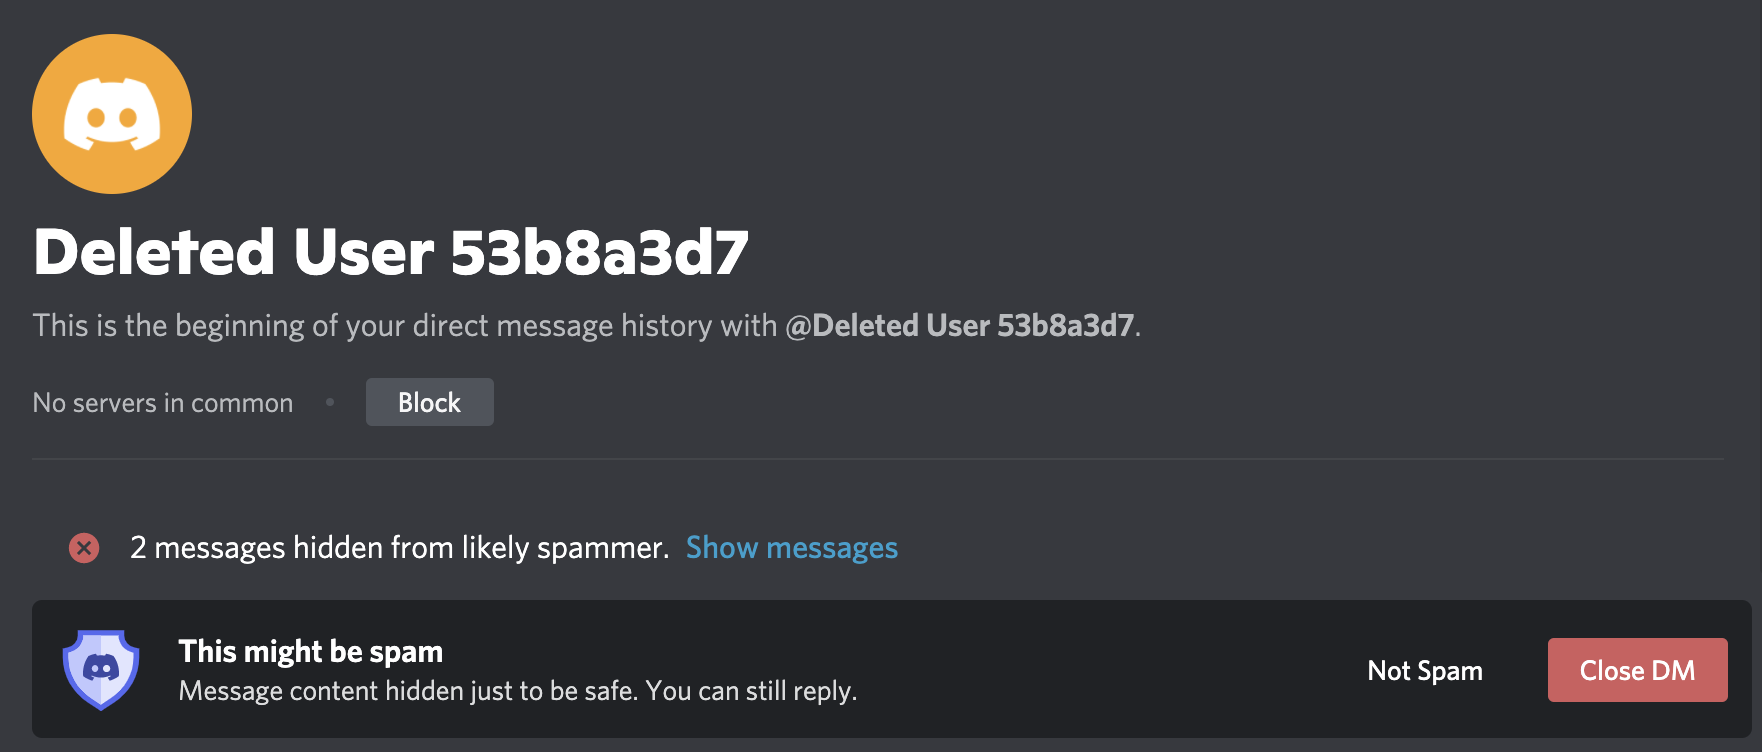 Deleted User 53b8a3d7
This is the beginning of your direct message history with @Deleted User 53b8a3d7.
No servers in common • Block
2 messages hidden from likely spammer. Show messages
This might be spam
Message content hidden just to be safe. You can still reply.
Not Spam
Close DM